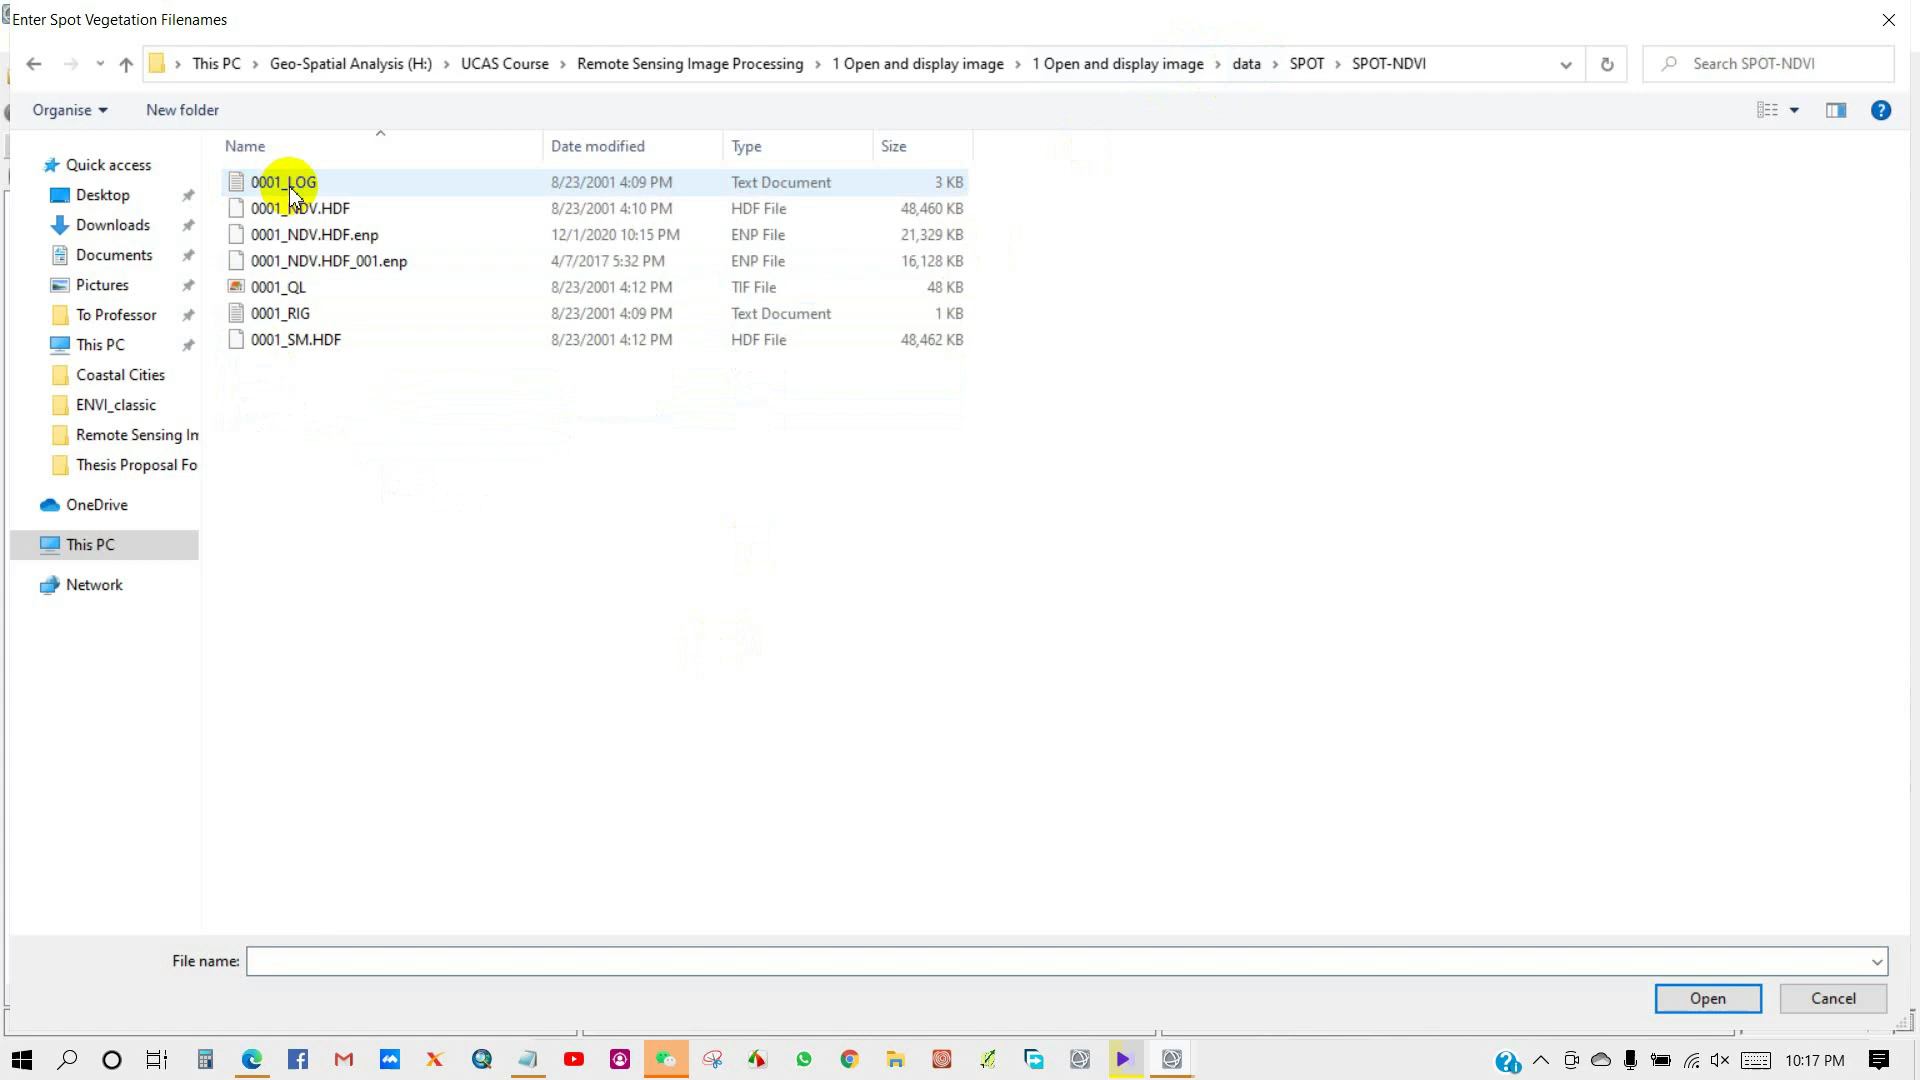 Enter Spot Vegetation Filenames
This PC > Geo-Spatial Analysis (H:) > UCAS Course > Remote Sensing Image Processing > 1 Open and display image > 1 Open and display image > data > SPOT > SPOT-NDVI
Search SPOT-NDVI
Organise
New folder
Name Date modified Type Size
0001_LOG 8/23/2001 4:09 PM Text Document 3 KB
0001_NDV.HDF 8/23/2001 4:10 PM HDF File 48,460 KB
0001_NDV.HDF.enp 12/1/2020 10:15 PM ENP File 21,329 KB
0001_NDV.HDF_001.enp 4/7/2017 5:32 PM ENP File 16,128 KB
0001_QL 8/23/2001 4:12 PM TIF File 48 KB
0001_RIG 8/23/2001 4:09 PM Text Document 1 KB
0001_SM.HDF 8/23/2001 4:12 PM HDF File 48,462 KB
Quick access
Desktop
Downloads
Documents
Pictures
To Professor
This PC
Coastal Cities
ENVI_classic
Remote Sensing In
Thesis Proposal Fo
OneDrive
This PC
Network
File name:
Open
Cancel
10:17 PM